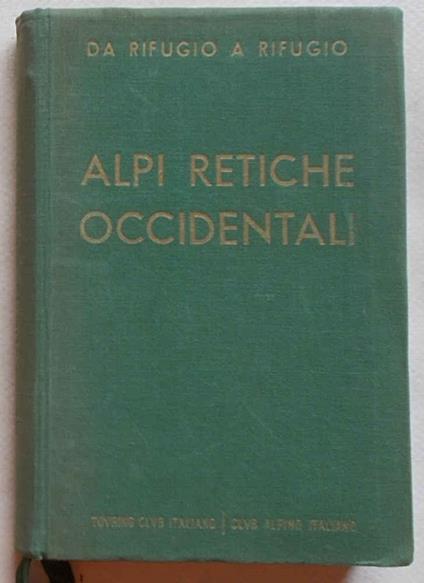 DA RIFUGIO A RIFUGIO
ALPI RETICHE
OCCIDENTALI
TOVRING CLVB ITALIANO | CLVB ALPINO ITALIANO